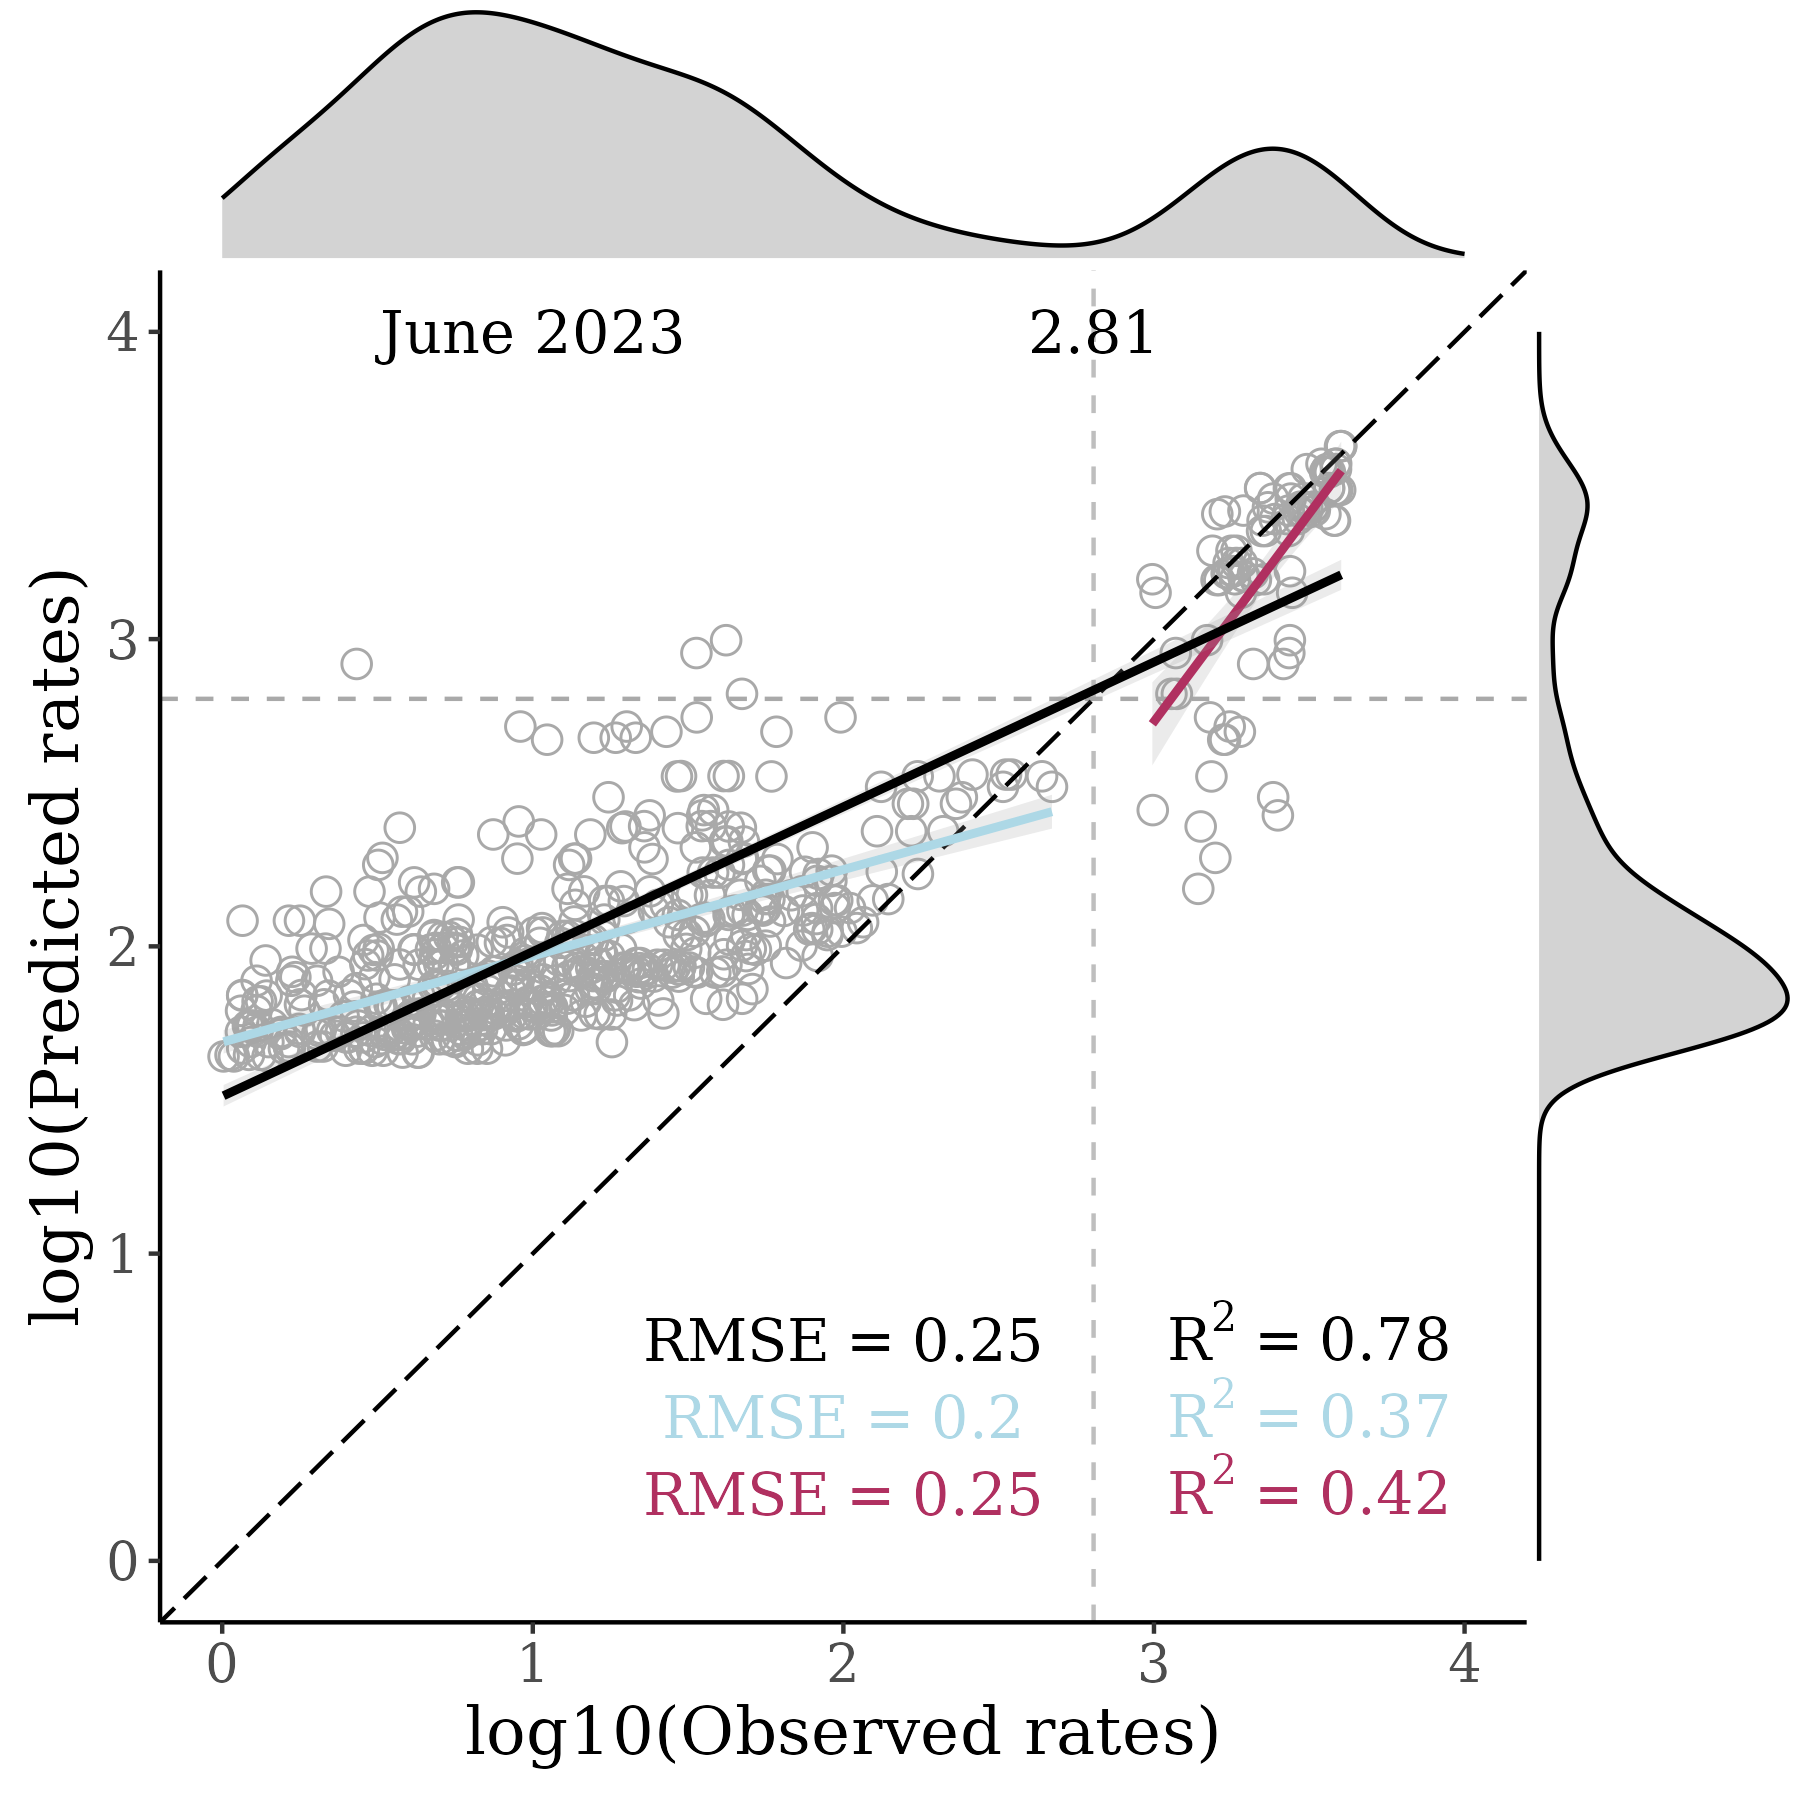 June 2023
2.81
4
3
2
1
0
log10(Predicted rates)
RMSE = 0.25
R² = 0.78
RMSE = 0.2
R² = 0.37
RMSE = 0.25
R² = 0.42
0 1 2 3 4
log10(Observed rates)